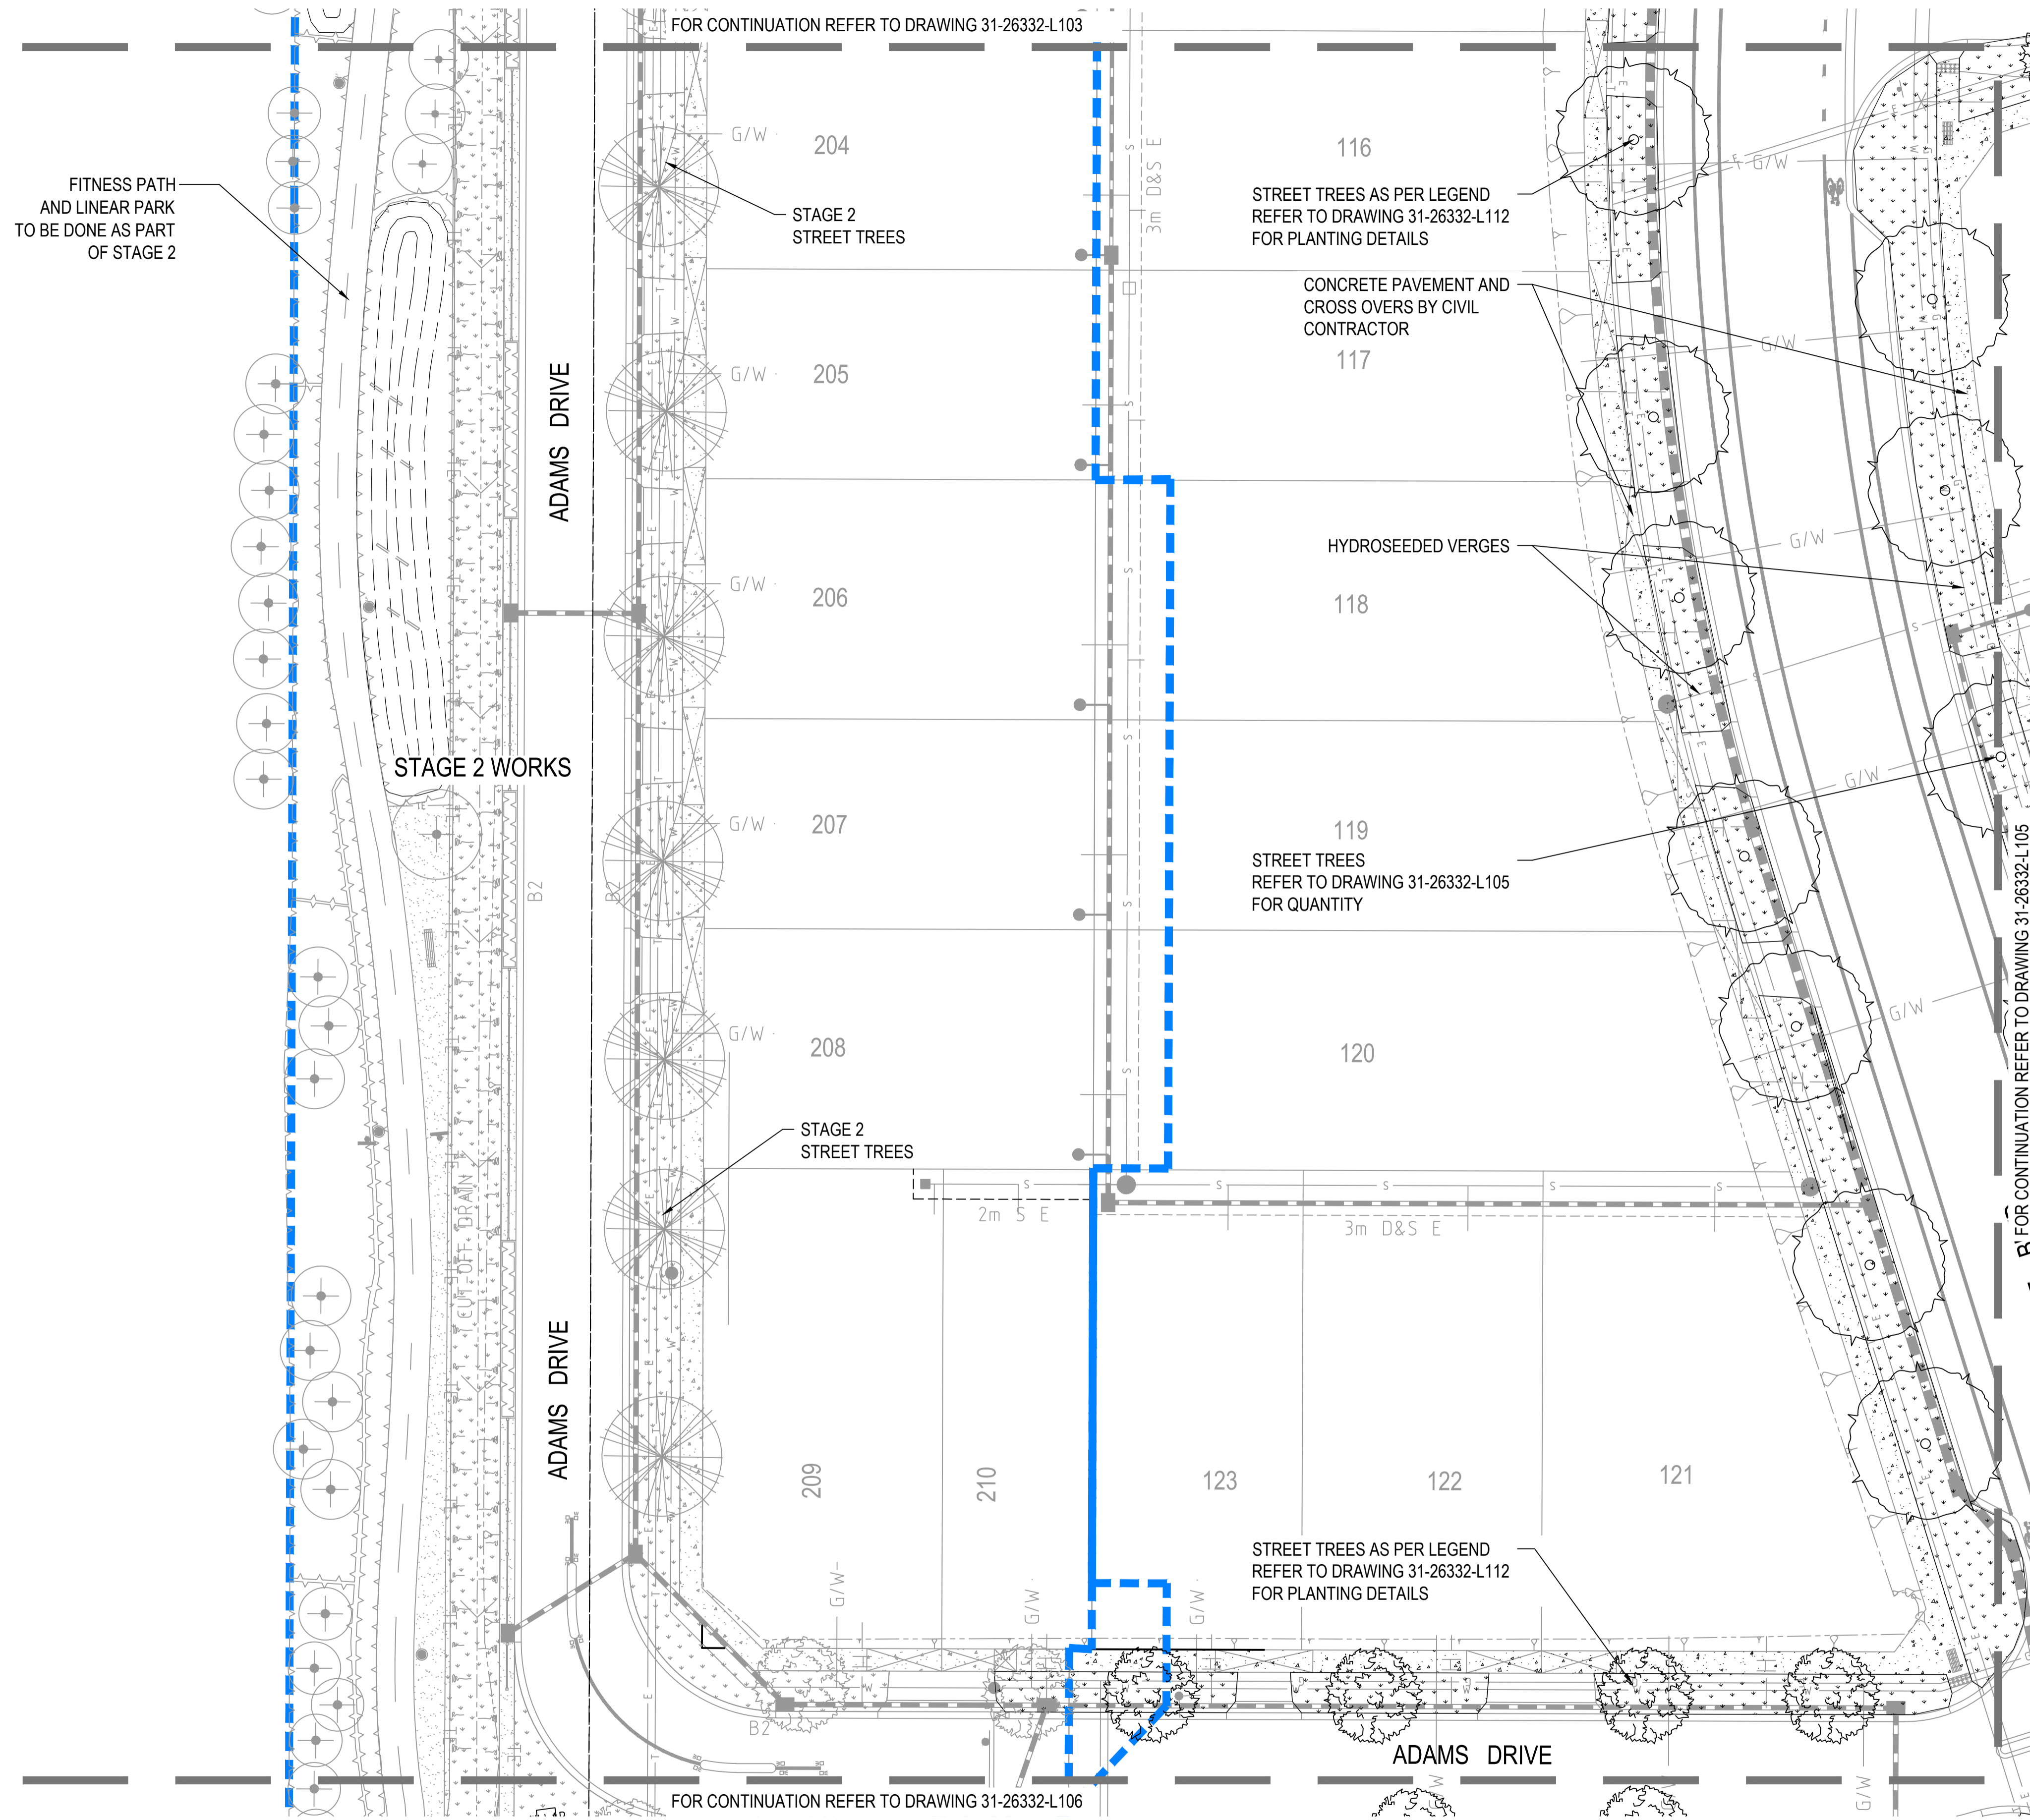 FOR CONTINUATION REFER TO DRAWING 31-26332-L103
FITNESS PATH
AND LINEAR PARK
TO BE DONE AS PART
OF STAGE 2
G/W
204
STAGE 2
STREET TREES
3m D&S E
116
STREET TREES AS PER LEGEND
REFER TO DRAWING 31-26332-L112
FOR PLANTING DETAILS
G/W
CONCRETE PAVEMENT AND
CROSS OVERS BY CIVIL
CONTRACTOR
ADAMS DRIVE
G/W
205
117
G/W
HYDROSEEDED VERGES
G/W
G/W
206
118
STAGE 2 WORKS
G/W
207
119
G/W
B2
B2
STREET TREES
REFER TO DRAWING 31-26332-L105
FOR QUANTITY
FOR CONTINUATION REFER TO DRAWING 31-26332-L105
G/W
208
120
G/W
STAGE 2
STREET TREES
CUT-OFF DRAIN
2m S E
3m D&S E
ADAMS DRIVE
209
210
123
122
121
STREET TREES AS PER LEGEND
REFER TO DRAWING 31-26332-L112
FOR PLANTING DETAILS
G/W
G/W
G/W
B2
ADAMS DRIVE
G/W
G/W
FOR CONTINUATION REFER TO DRAWING 31-26332-L106